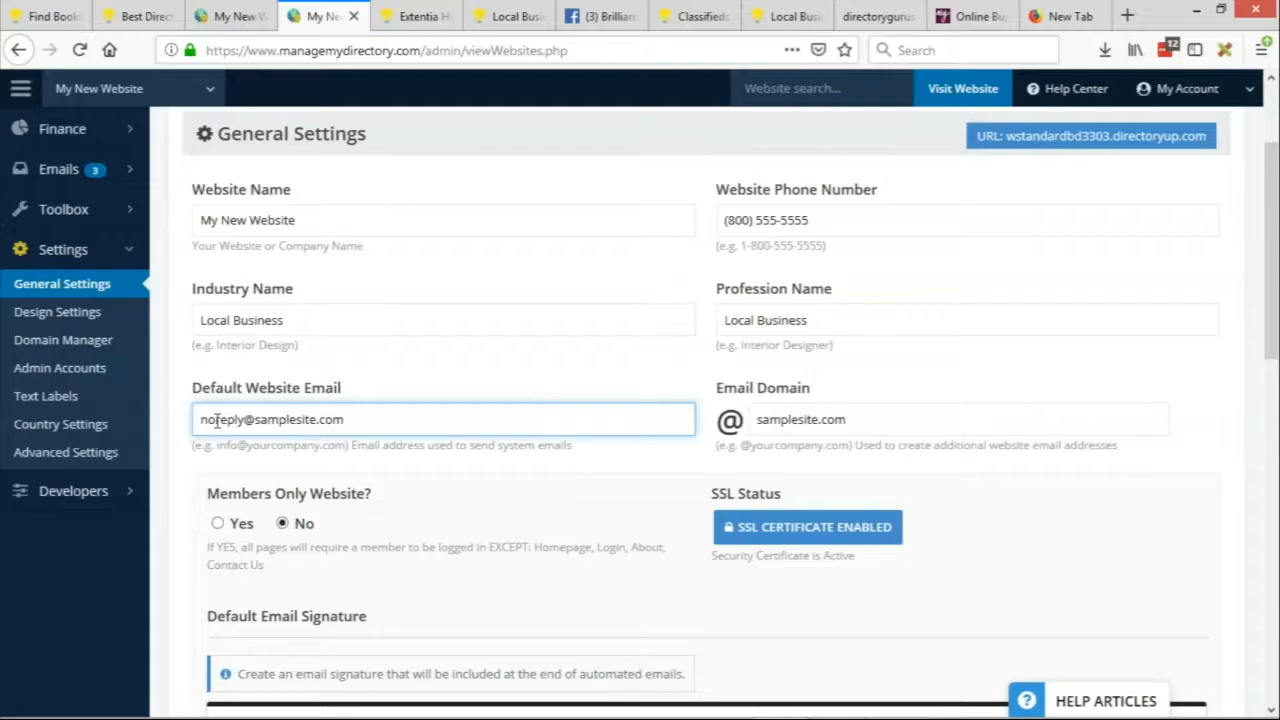 Find Book
Best Direct
My New W
My Ne
Extentia H
Local Busi
(3) Brillian
Classifieds
Local Busi
directorygurus
Online Bu
New Tab
https://www.managemydirectory.com/admin/viewWebsites.php
Search
12
My New Website
Website search...
Visit Website
Help Center
My Account
Finance
Emails 3
Toolbox
Settings
General Settings
Design Settings
Domain Manager
Admin Accounts
Text Labels
Country Settings
Advanced Settings
Developers
General Settings
URL: wstandardbd3303.directoryup.com
Website Name
Website Phone Number
My New Website
(800) 555-5555
Your Website or Company Name
(e.g. 1-800-555-5555)
Industry Name
Profession Name
Local Business
Local Business
(e.g. Interior Design)
(e.g. Interior Designer)
Default Website Email
Email Domain
noreply@samplesite.com
@ samplesite.com
(e.g. info@yourcompany.com) Email address used to send system emails
(e.g. @yourcompany.com) Used to create additional website email addresses
Members Only Website?
SSL Status
Yes No
SSL CERTIFICATE ENABLED
If YES, all pages will require a member to be logged in EXCEPT: Homepage, Login, About,
Contact Us
Security Certificate is Active
Default Email Signature
Create an email signature that will be included at the end of automated emails.
HELP ARTICLES